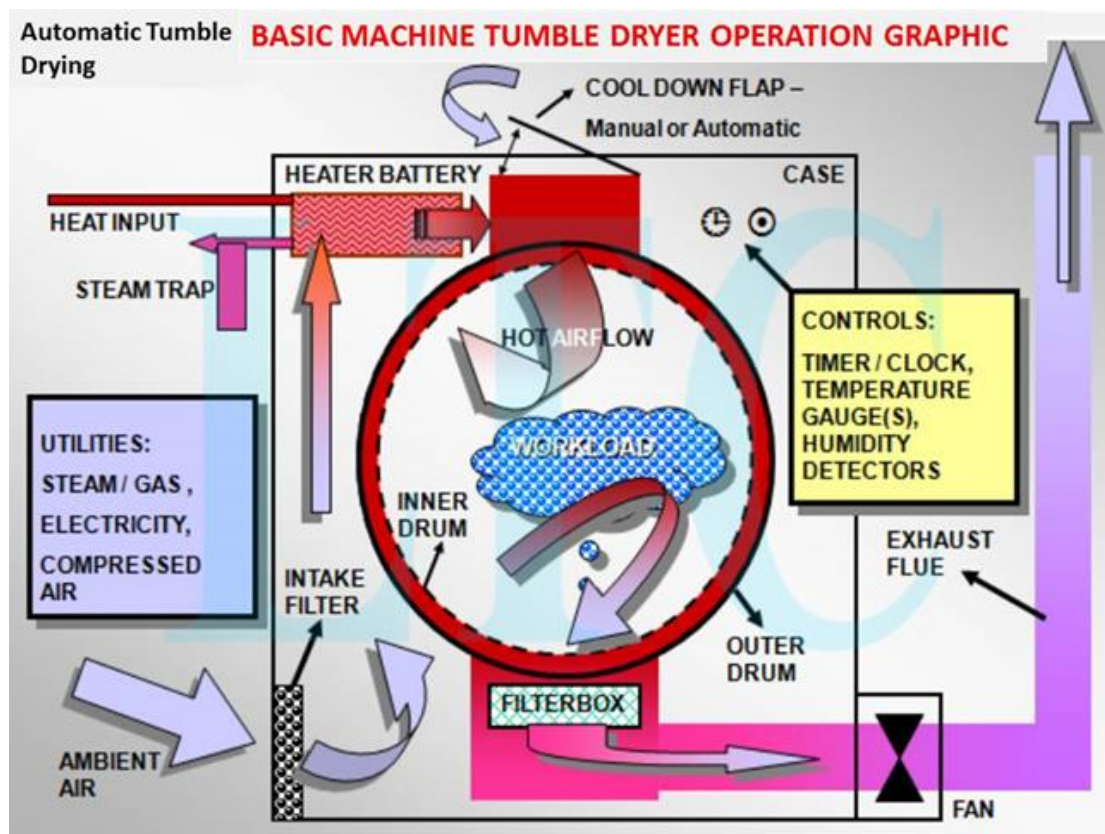 Automatic Tumble
Drying
BASIC MACHINE TUMBLE DRYER OPERATION GRAPHIC
COOL DOWN FLAP –
Manual or Automatic
HEATER BATTERY
CASE
HEAT INPUT
STEAM TRAP
HOT AIRFLOW
CONTROLS:
TIMER / CLOCK,
TEMPERATURE
GAUGE(S),
HUMIDITY
DETECTORS
UTILITIES:
STEAM / GAS ,
ELECTRICITY,
COMPRESSED
AIR
WORKLOAD
INNER
DRUM
INTAKE
FILTER
EXHAUST
FLUE
OUTER
DRUM
FILTERBOX
AMBIENT
AIR
FAN
LTC